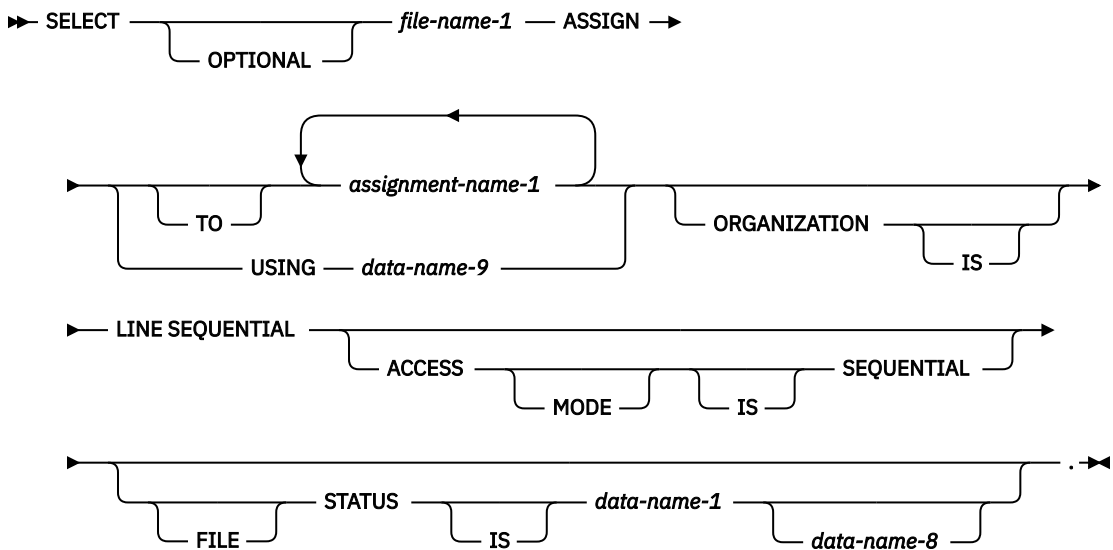 SELECT file-name-1 ASSIGN
OPTIONAL
assignment-name-1
TO ORGANIZATION
USING data-name-9 IS
LINE SEQUENTIAL
ACCESS SEQUENTIAL
MODE IS
.
STATUS data-name-1
FILE IS data-name-8